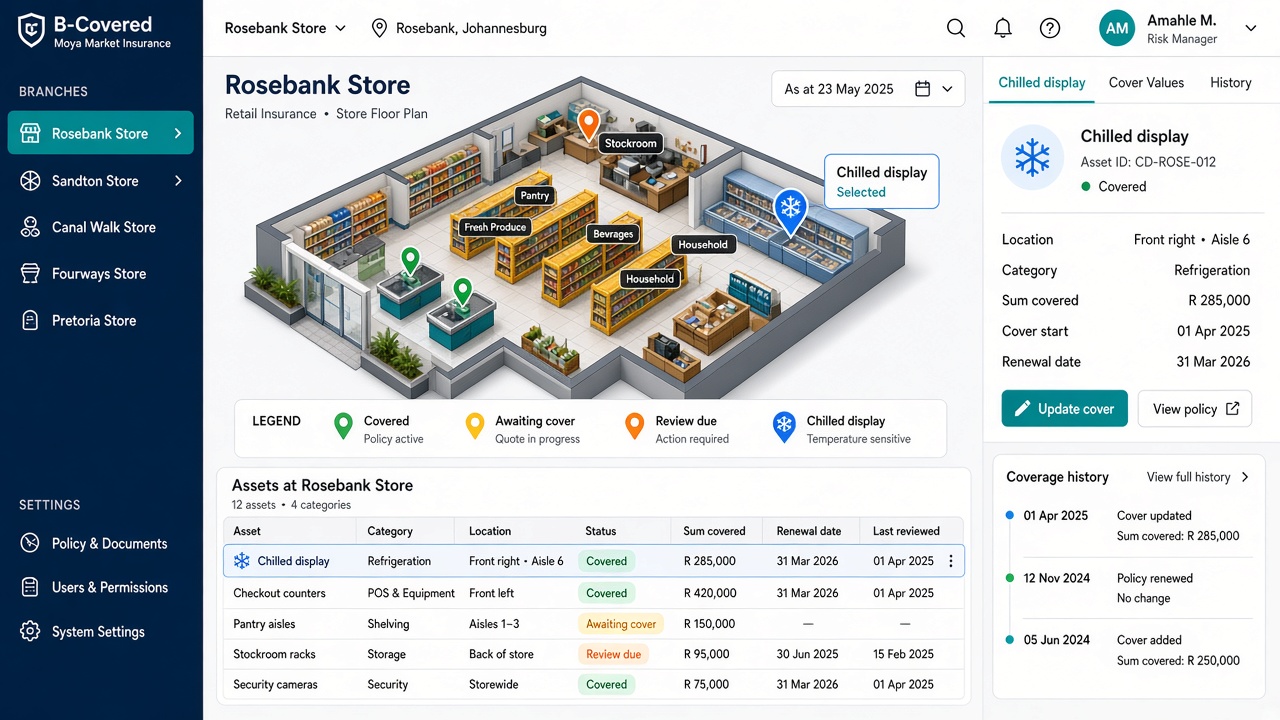 B-Covered
Moya Market Insurance
BRANCHES
Rosebank Store
Sandton Store
Canal Walk Store
Fourways Store
Pretoria Store
SETTINGS
Policy & Documents
Users & Permissions
System Settings
Rosebank Store
Rosebank, Johannesburg
AM
Amahle M.
Risk Manager
Rosebank Store
Retail Insurance • Store Floor Plan
As at 23 May 2025
Stockroom
Pantry
Fresh Produce
Bevrages
Household
Household
Chilled display
Selected
LEGEND
Covered
Policy active
Awaiting cover
Quote in progress
Review due
Action required
Chilled display
Temperature sensitive
Assets at Rosebank Store
12 assets • 4 categories
Asset Category Location Status Sum covered Renewal date Last reviewed
Chilled display Refrigeration Front right • Aisle 6 Covered R 285,000 31 Mar 2026 01 Apr 2025
Checkout counters POS & Equipment Front left Covered R 420,000 31 Mar 2026 01 Apr 2025
Pantry aisles Shelving Aisles 1–3 Awaiting cover R 150,000 — —
Stockroom racks Storage Back of store Review due R 95,000 30 Jun 2025 15 Feb 2025
Security cameras Security Storewide Covered R 75,000 31 Mar 2026 01 Apr 2025
Chilled display Cover Values History
Chilled display
Asset ID: CD-ROSE-012
Covered
Location Front right • Aisle 6
Category Refrigeration
Sum covered R 285,000
Cover start 01 Apr 2025
Renewal date 31 Mar 2026
Update cover View policy
Coverage history View full history
01 Apr 2025 Cover updated
Sum covered: R 285,000
12 Nov 2024 Policy renewed
No change
05 Jun 2024 Cover added
Sum covered: R 250,000